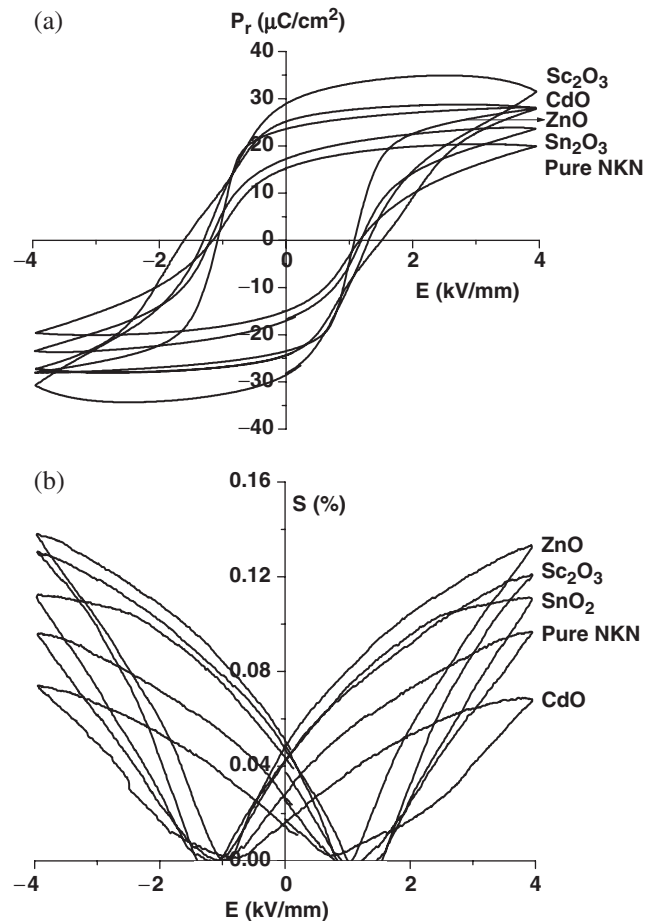 (a)
Pr (μC/cm²)
40
30
20
10
0
−10
−20
−30
−40
−4
−2
0
2
4
E (kV/mm)
Sc₂O₃
CdO
ZnO
Sn₂O₃
Pure NKN
(b)
0.16
0.12
0.08
0.04
0.00
S (%)
ZnO
Sc₂O₃
SnO₂
Pure NKN
CdO
−4
−2
0
2
4
E (kV/mm)